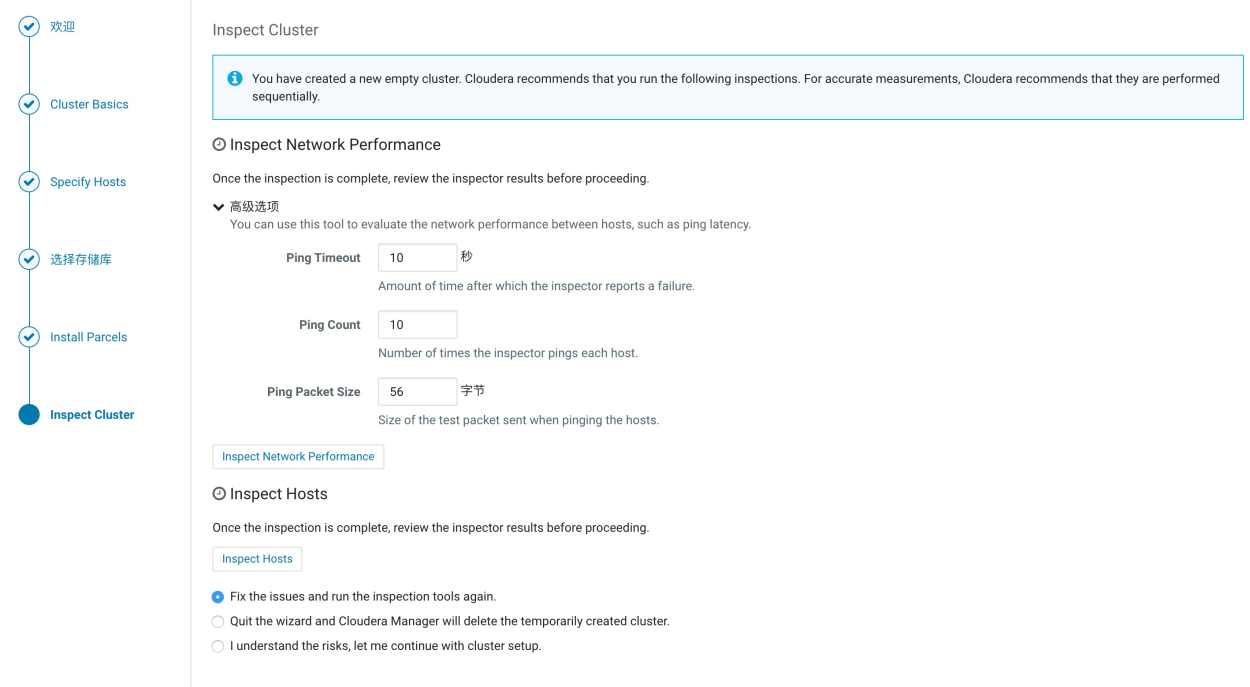 欢迎
Cluster Basics
Specify Hosts
选择存储库
Install Parcels
Inspect Cluster
Inspect Cluster
You have created a new empty cluster. Cloudera recommends that you run the following inspections. For accurate measurements, Cloudera recommends that they are performed
sequentially.
Inspect Network Performance
Once the inspection is complete, review the inspector results before proceeding.
高级选项
You can use this tool to evaluate the network performance between hosts, such as ping latency.
Ping Timeout 10 秒
Amount of time after which the inspector reports a failure.
Ping Count 10
Number of times the inspector pings each host.
Ping Packet Size 56 字节
Size of the test packet sent when pinging the hosts.
Inspect Network Performance
Inspect Hosts
Once the inspection is complete, review the inspector results before proceeding.
Inspect Hosts
Fix the issues and run the inspection tools again.
Quit the wizard and Cloudera Manager will delete the temporarily created cluster.
I understand the risks, let me continue with cluster setup.